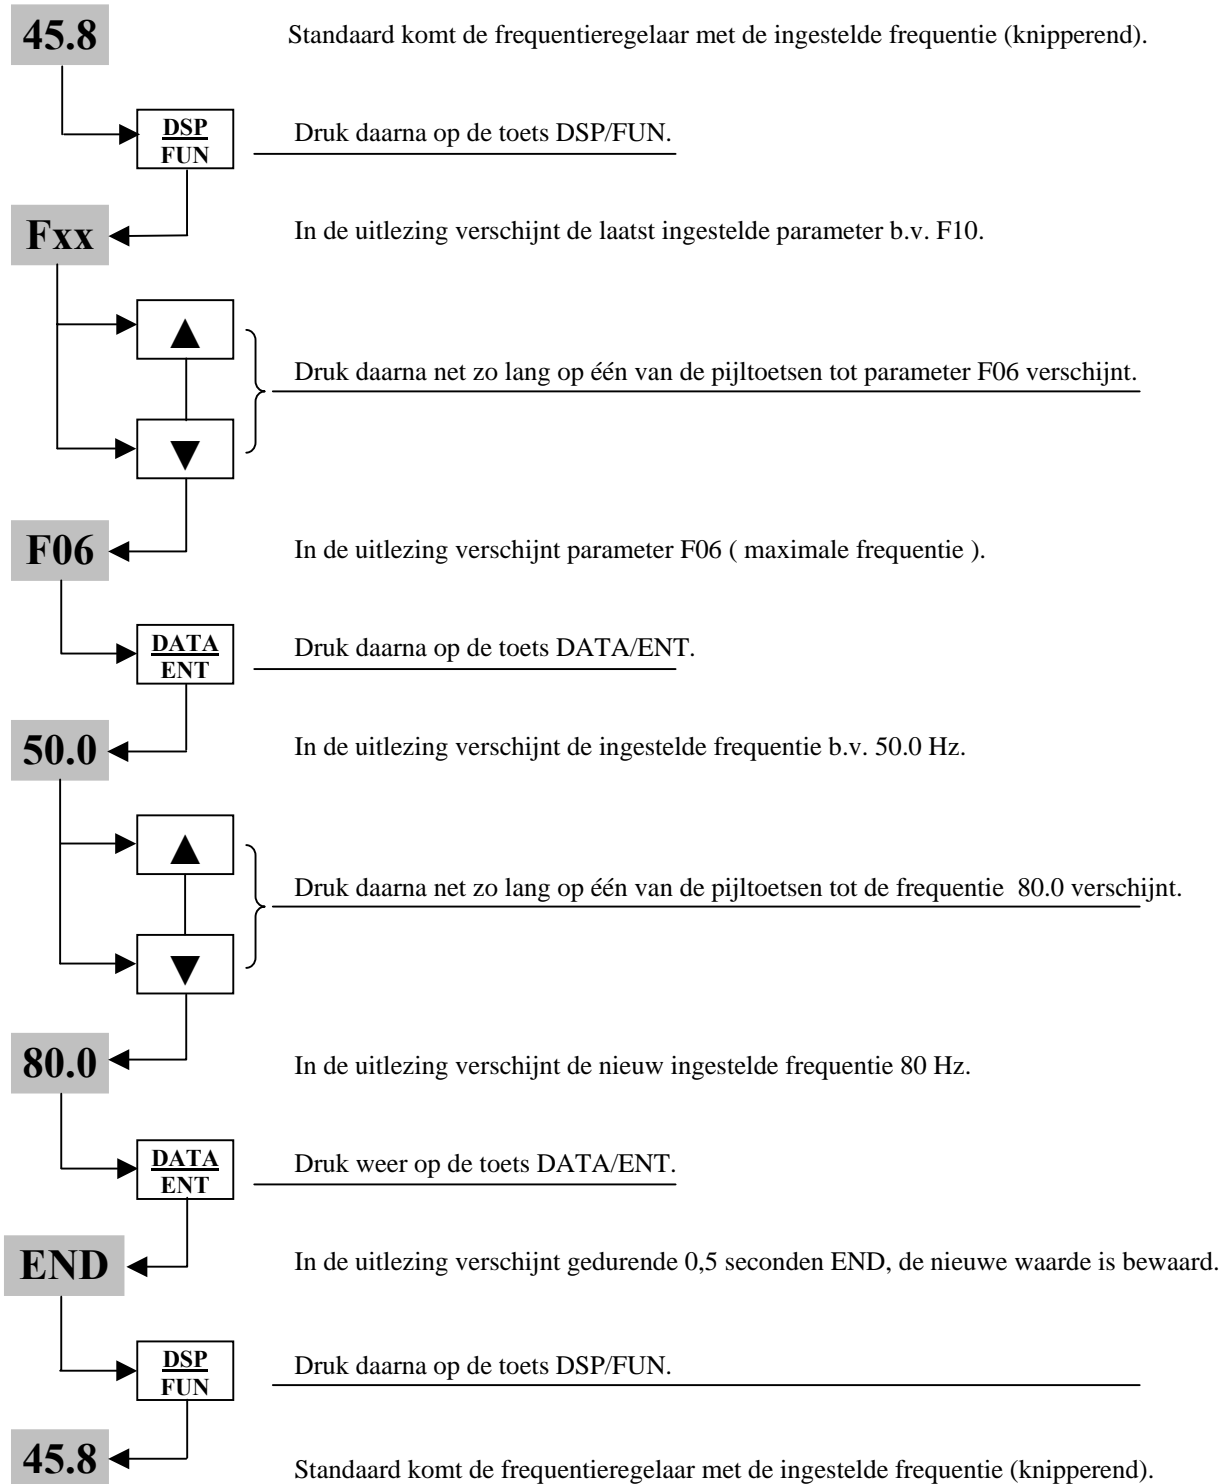 45.8
Standaard komt de frequentieregelaar met de ingestelde frequentie (knipperend).
DSP
FUN
Druk daarna op de toets DSP/FUN.
Fxx
In de uitlezing verschijnt de laatst ingestelde parameter b.v. F10.
▲
Druk daarna net zo lang op één van de pijltoetsen tot parameter F06 verschijnt.
▼
F06
In de uitlezing verschijnt parameter F06 ( maximale frequentie ).
DATA
ENT
Druk daarna op de toets DATA/ENT.
50.0
In de uitlezing verschijnt de ingestelde frequentie b.v. 50.0 Hz.
▲
Druk daarna net zo lang op één van de pijltoetsen tot de frequentie  80.0 verschijnt.
▼
80.0
In de uitlezing verschijnt de nieuw ingestelde frequentie 80 Hz.
DATA
ENT
Druk weer op de toets DATA/ENT.
END
In de uitlezing verschijnt gedurende 0,5 seconden END, de nieuwe waarde is bewaard.
DSP
FUN
Druk daarna op de toets DSP/FUN.
45.8
Standaard komt de frequentieregelaar met de ingestelde frequentie (knipperend).